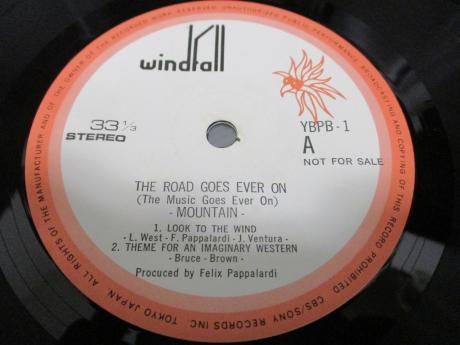 windfall
33 1/3
STEREO
YBPB-1
A
NOT FOR SALE
THE ROAD GOES EVER ON
(The Music Goes Ever On)
- MOUNTAIN -
1. LOOK TO THE WIND
- L. West - F. Pappalardi - J. Ventura -
2. THEME FOR AN IMAGINARY WESTERN
- Bruce - Brown -
Procuced by Felix Pappalardi
ALL RIGHTS OF THE MANUFACTURER AND OF THE OWNER OF THE RECORDED WORK RESERVED UNAUTHORIZED PUBLIC PERFORMANCE, BROADCASTING AND COPYING OF THIS RECORD PROHIBITED. CBS/SONY RECORDS INC. TOKYO JAPAN.